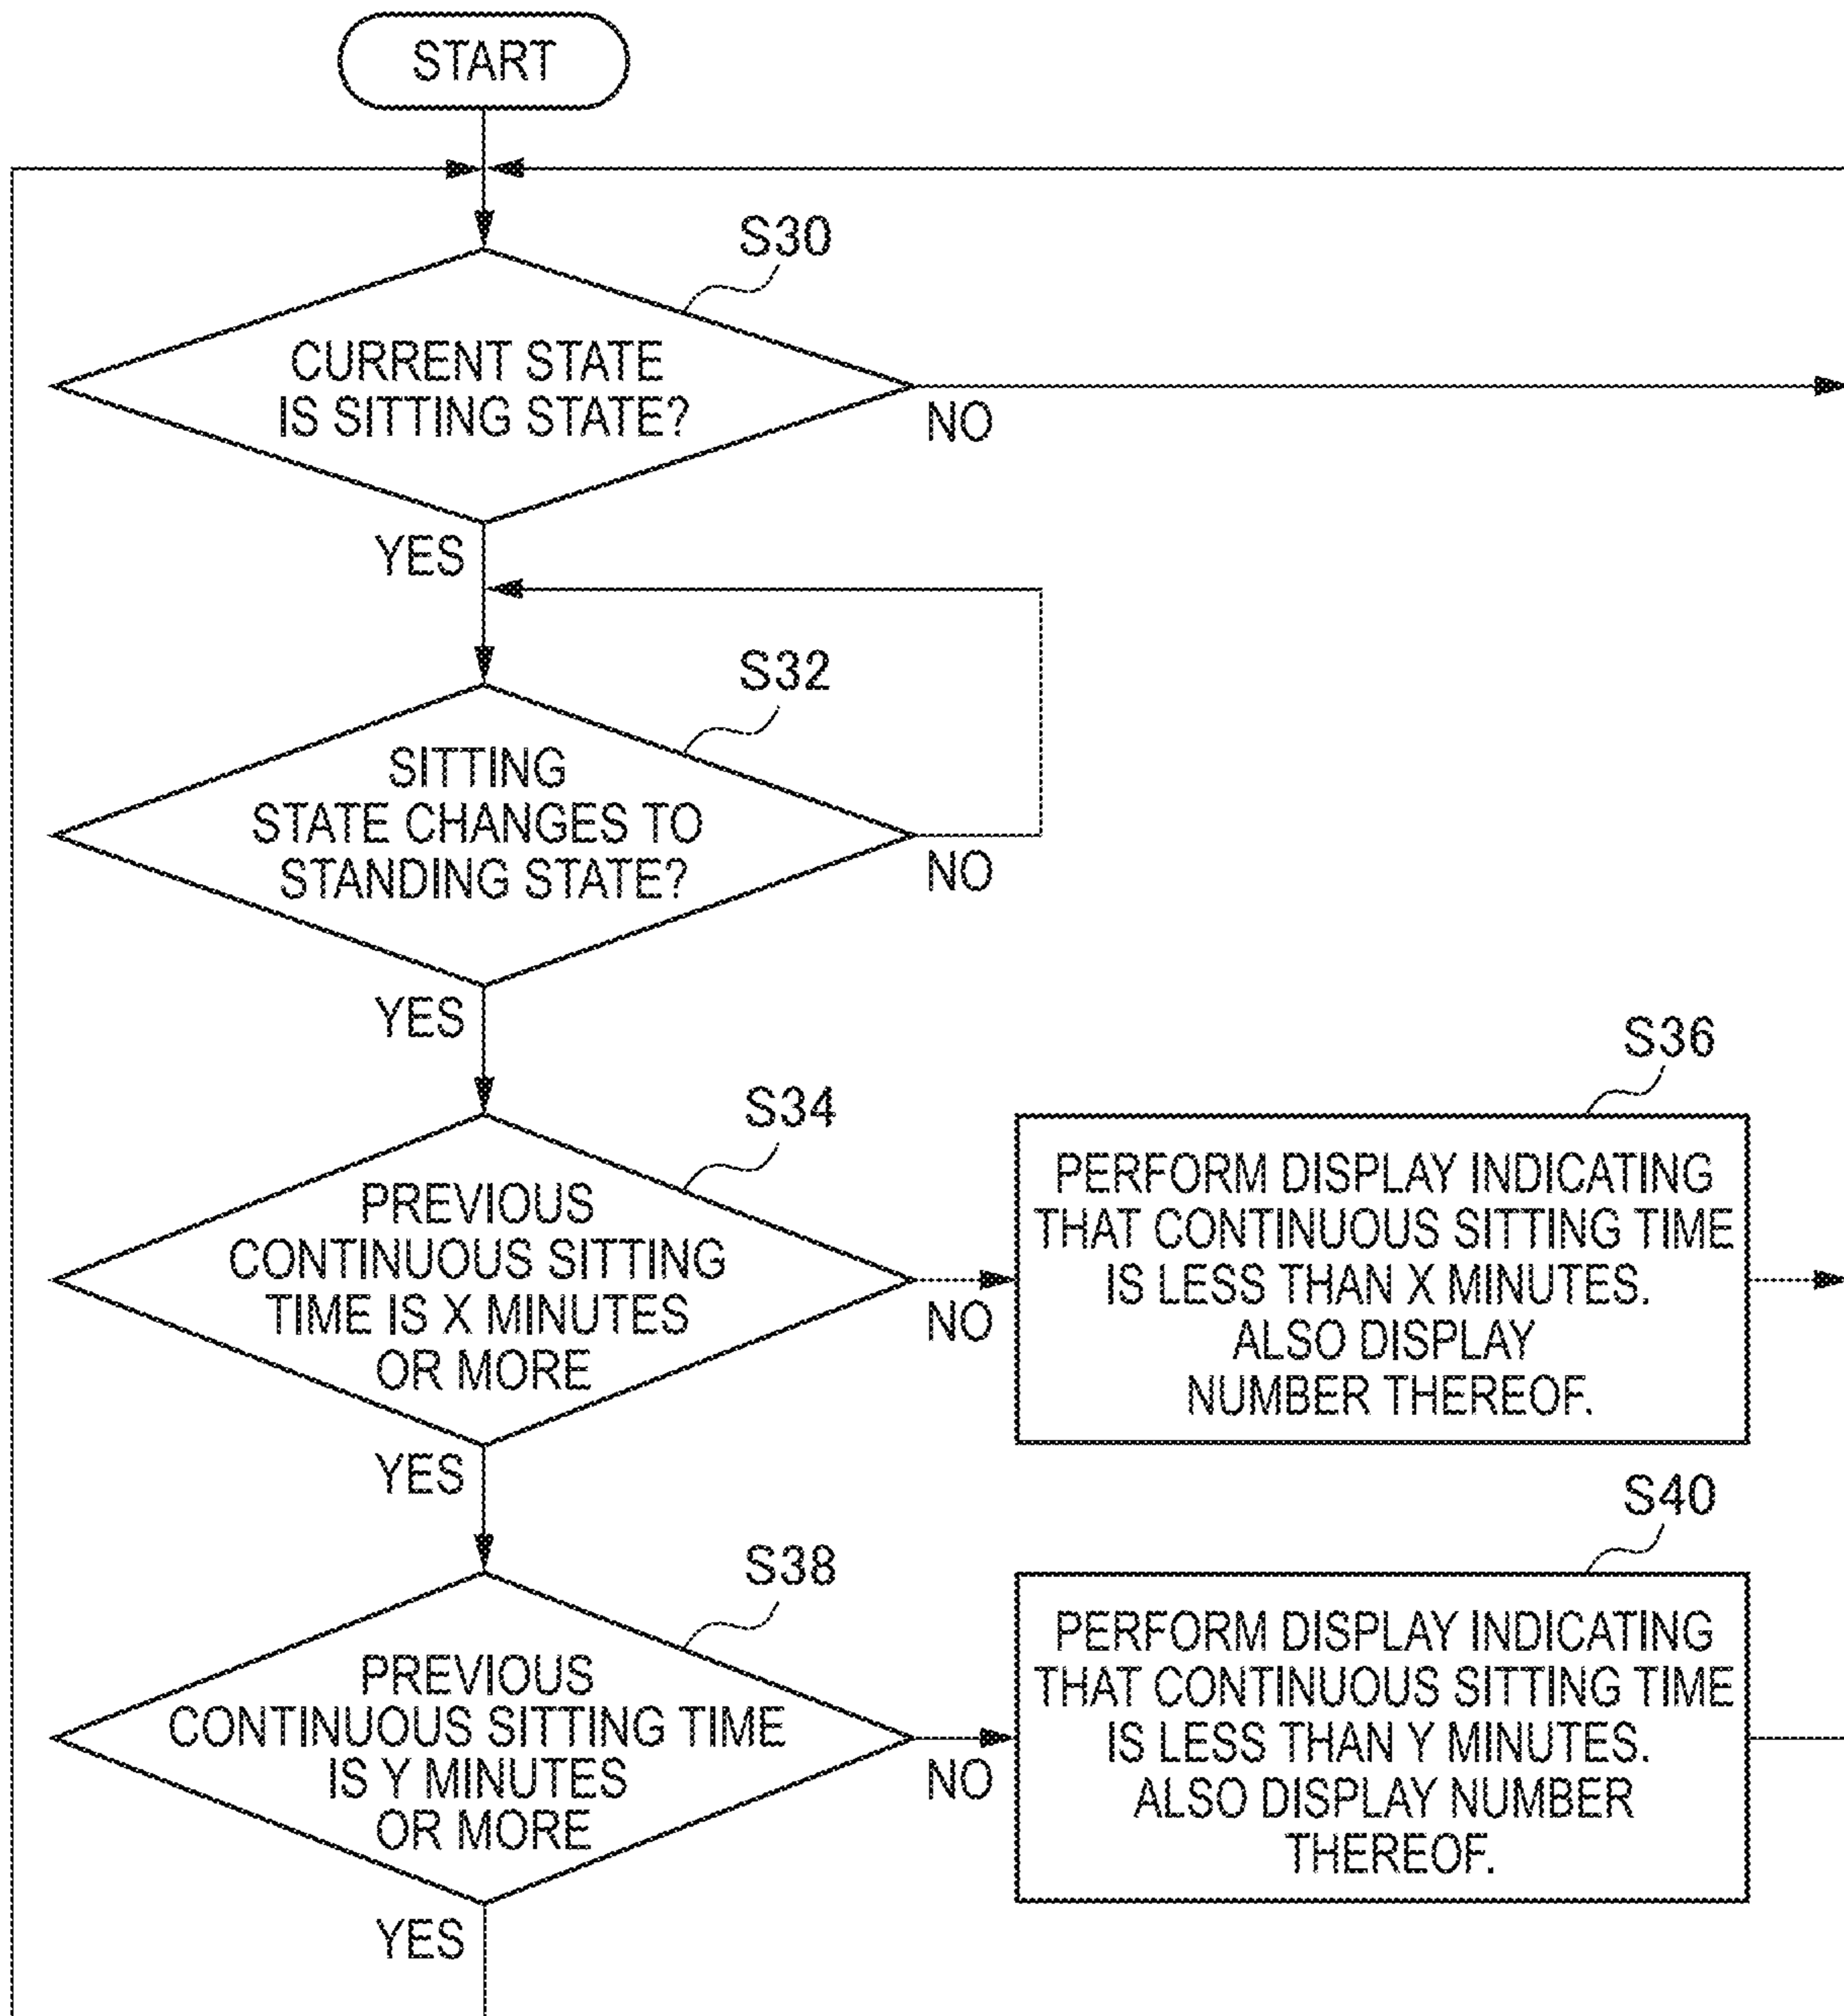 START
S30
CURRENT STATE
IS SITTING STATE?
NO
YES
S32
SITTING
STATE CHANGES TO
STANDING STATE?
NO
YES
S34
PREVIOUS
CONTINUOUS SITTING
TIME IS X MINUTES
OR MORE
NO
YES
S36
PERFORM DISPLAY INDICATING
THAT CONTINUOUS SITTING TIME
IS LESS THAN X MINUTES.
ALSO DISPLAY
NUMBER THEREOF.
S38
PREVIOUS
CONTINUOUS SITTING TIME
IS Y MINUTES
OR MORE
NO
YES
S40
PERFORM DISPLAY INDICATING
THAT CONTINUOUS SITTING TIME
IS LESS THAN Y MINUTES.
ALSO DISPLAY NUMBER
THEREOF.